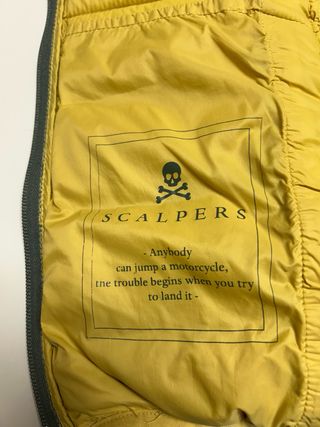 SCALPERS
- Anybody
can jump a motorcycle,
the trouble begins when you try
to land it -